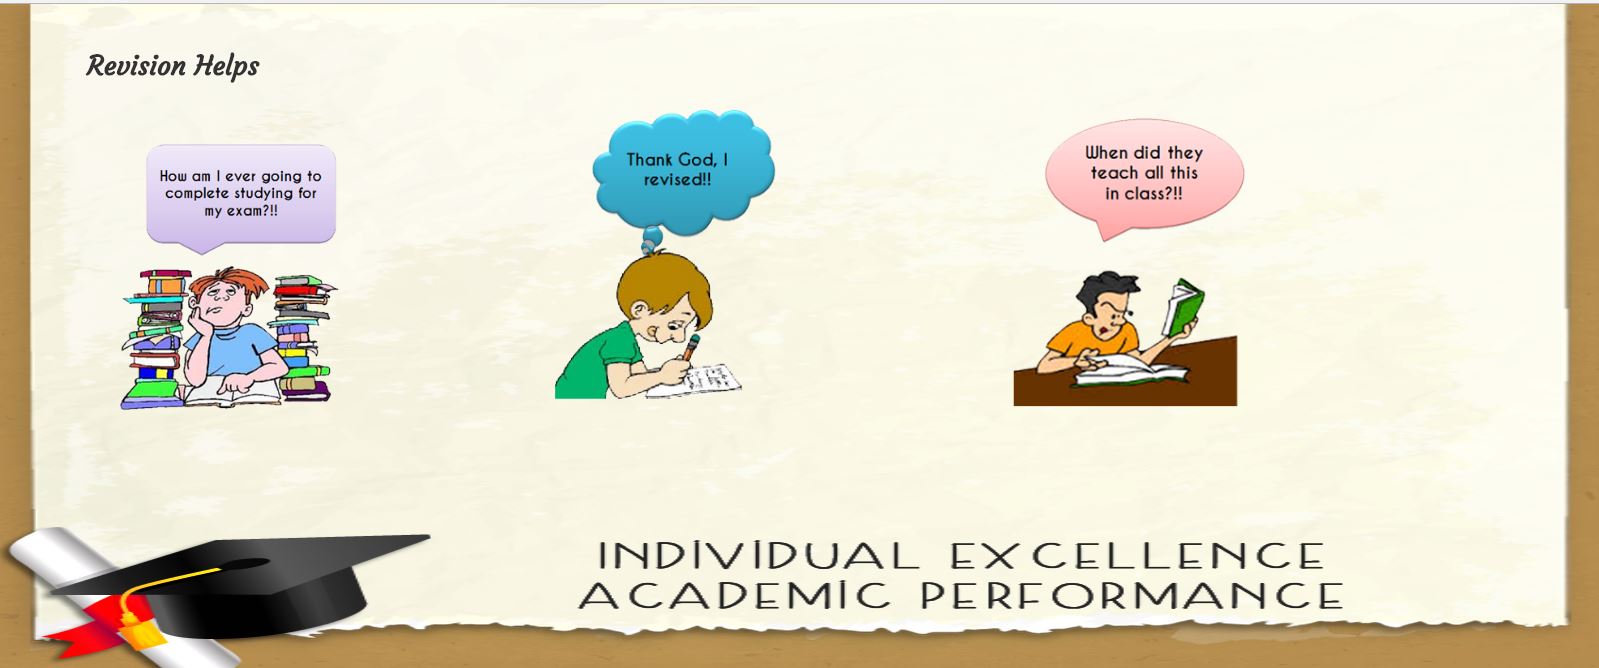 Revision Helps
How am I ever going to
complete studying for
my exam?!!
Thank God, I
revised!!
When did they
teach all this
in class?!!
INDIVIDUAL EXCELLENCE
ACADEMIC PERFORMANCE